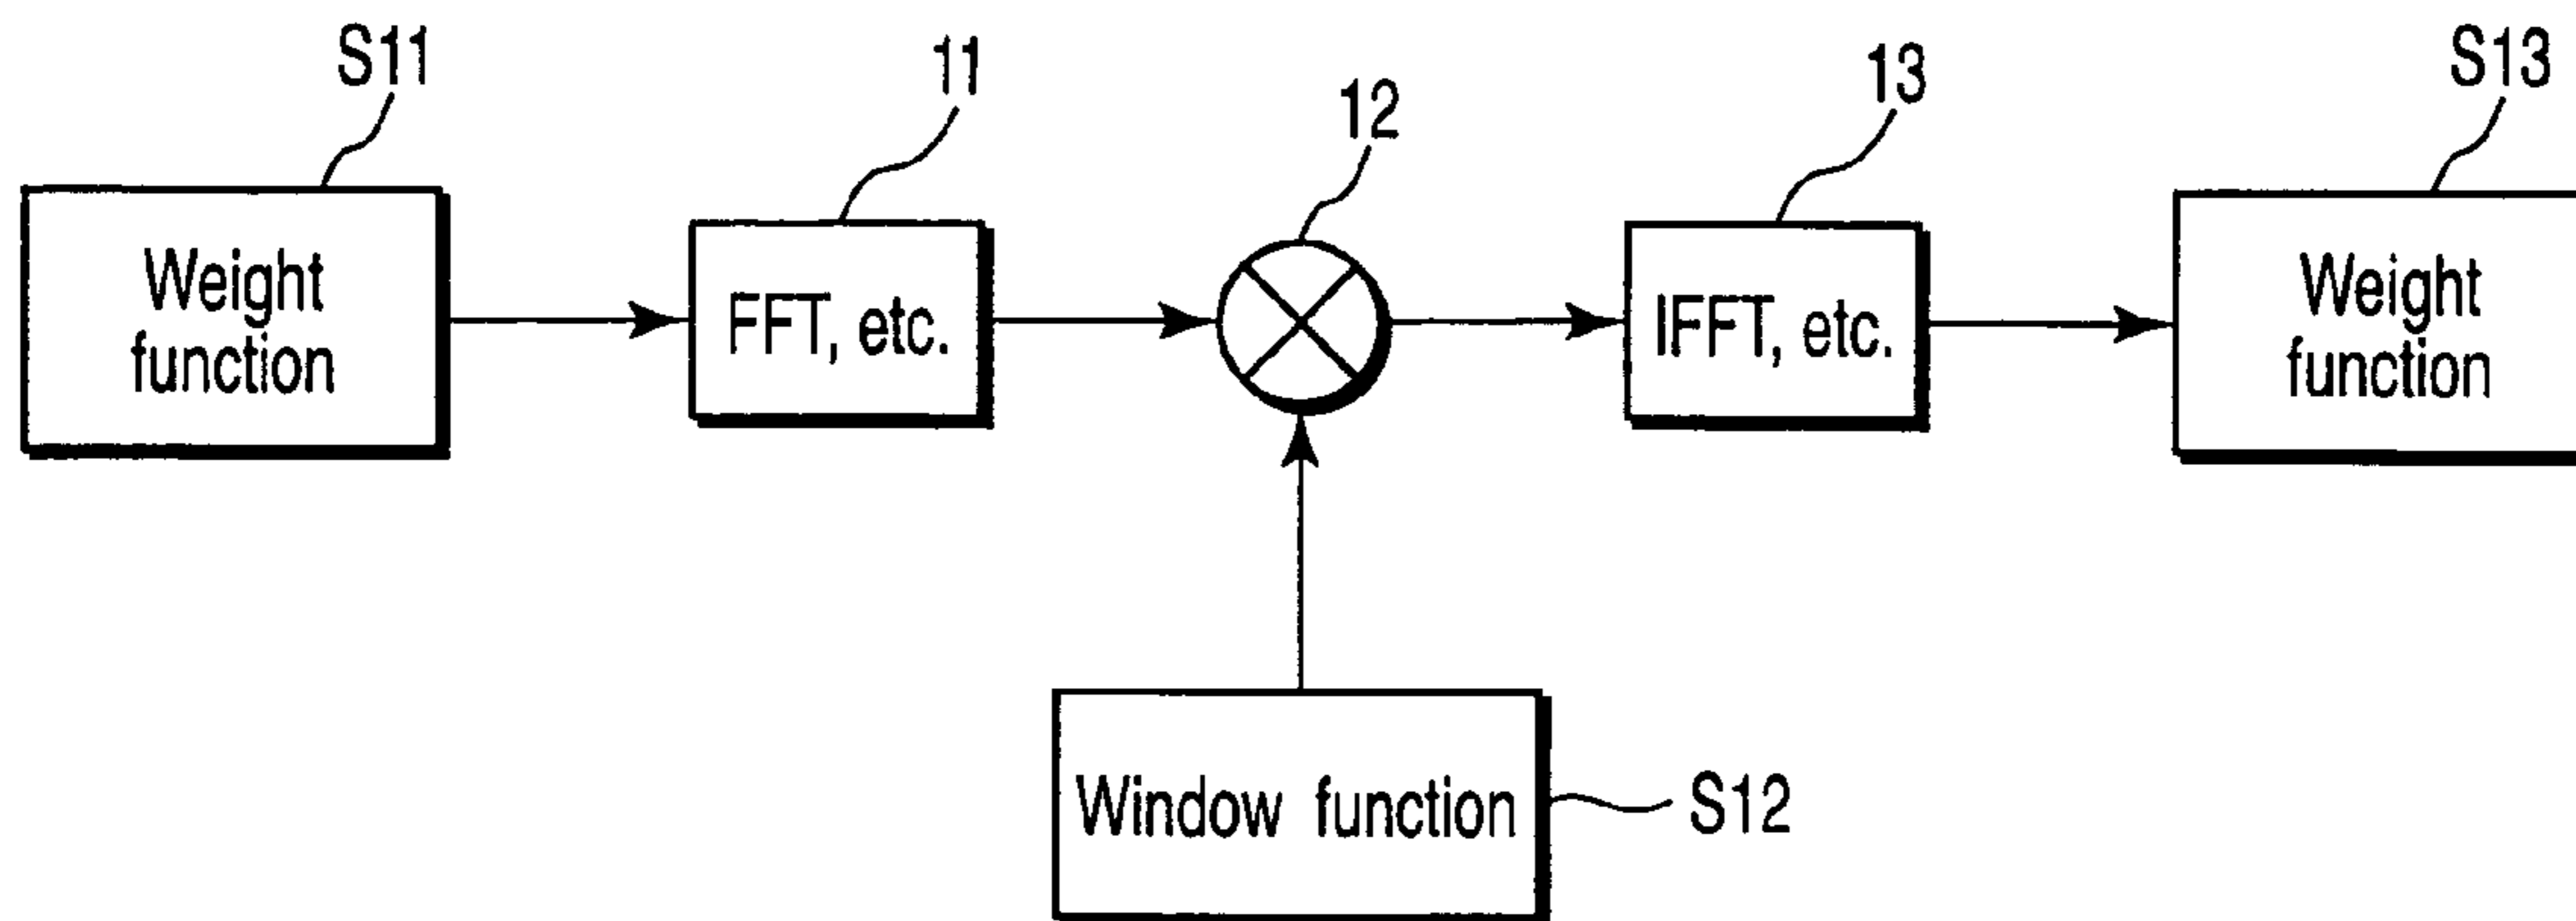 S11
11
12
13
S13
Weight
function
FFT, etc.
IFFT, etc.
Weight
function
Window function
S12